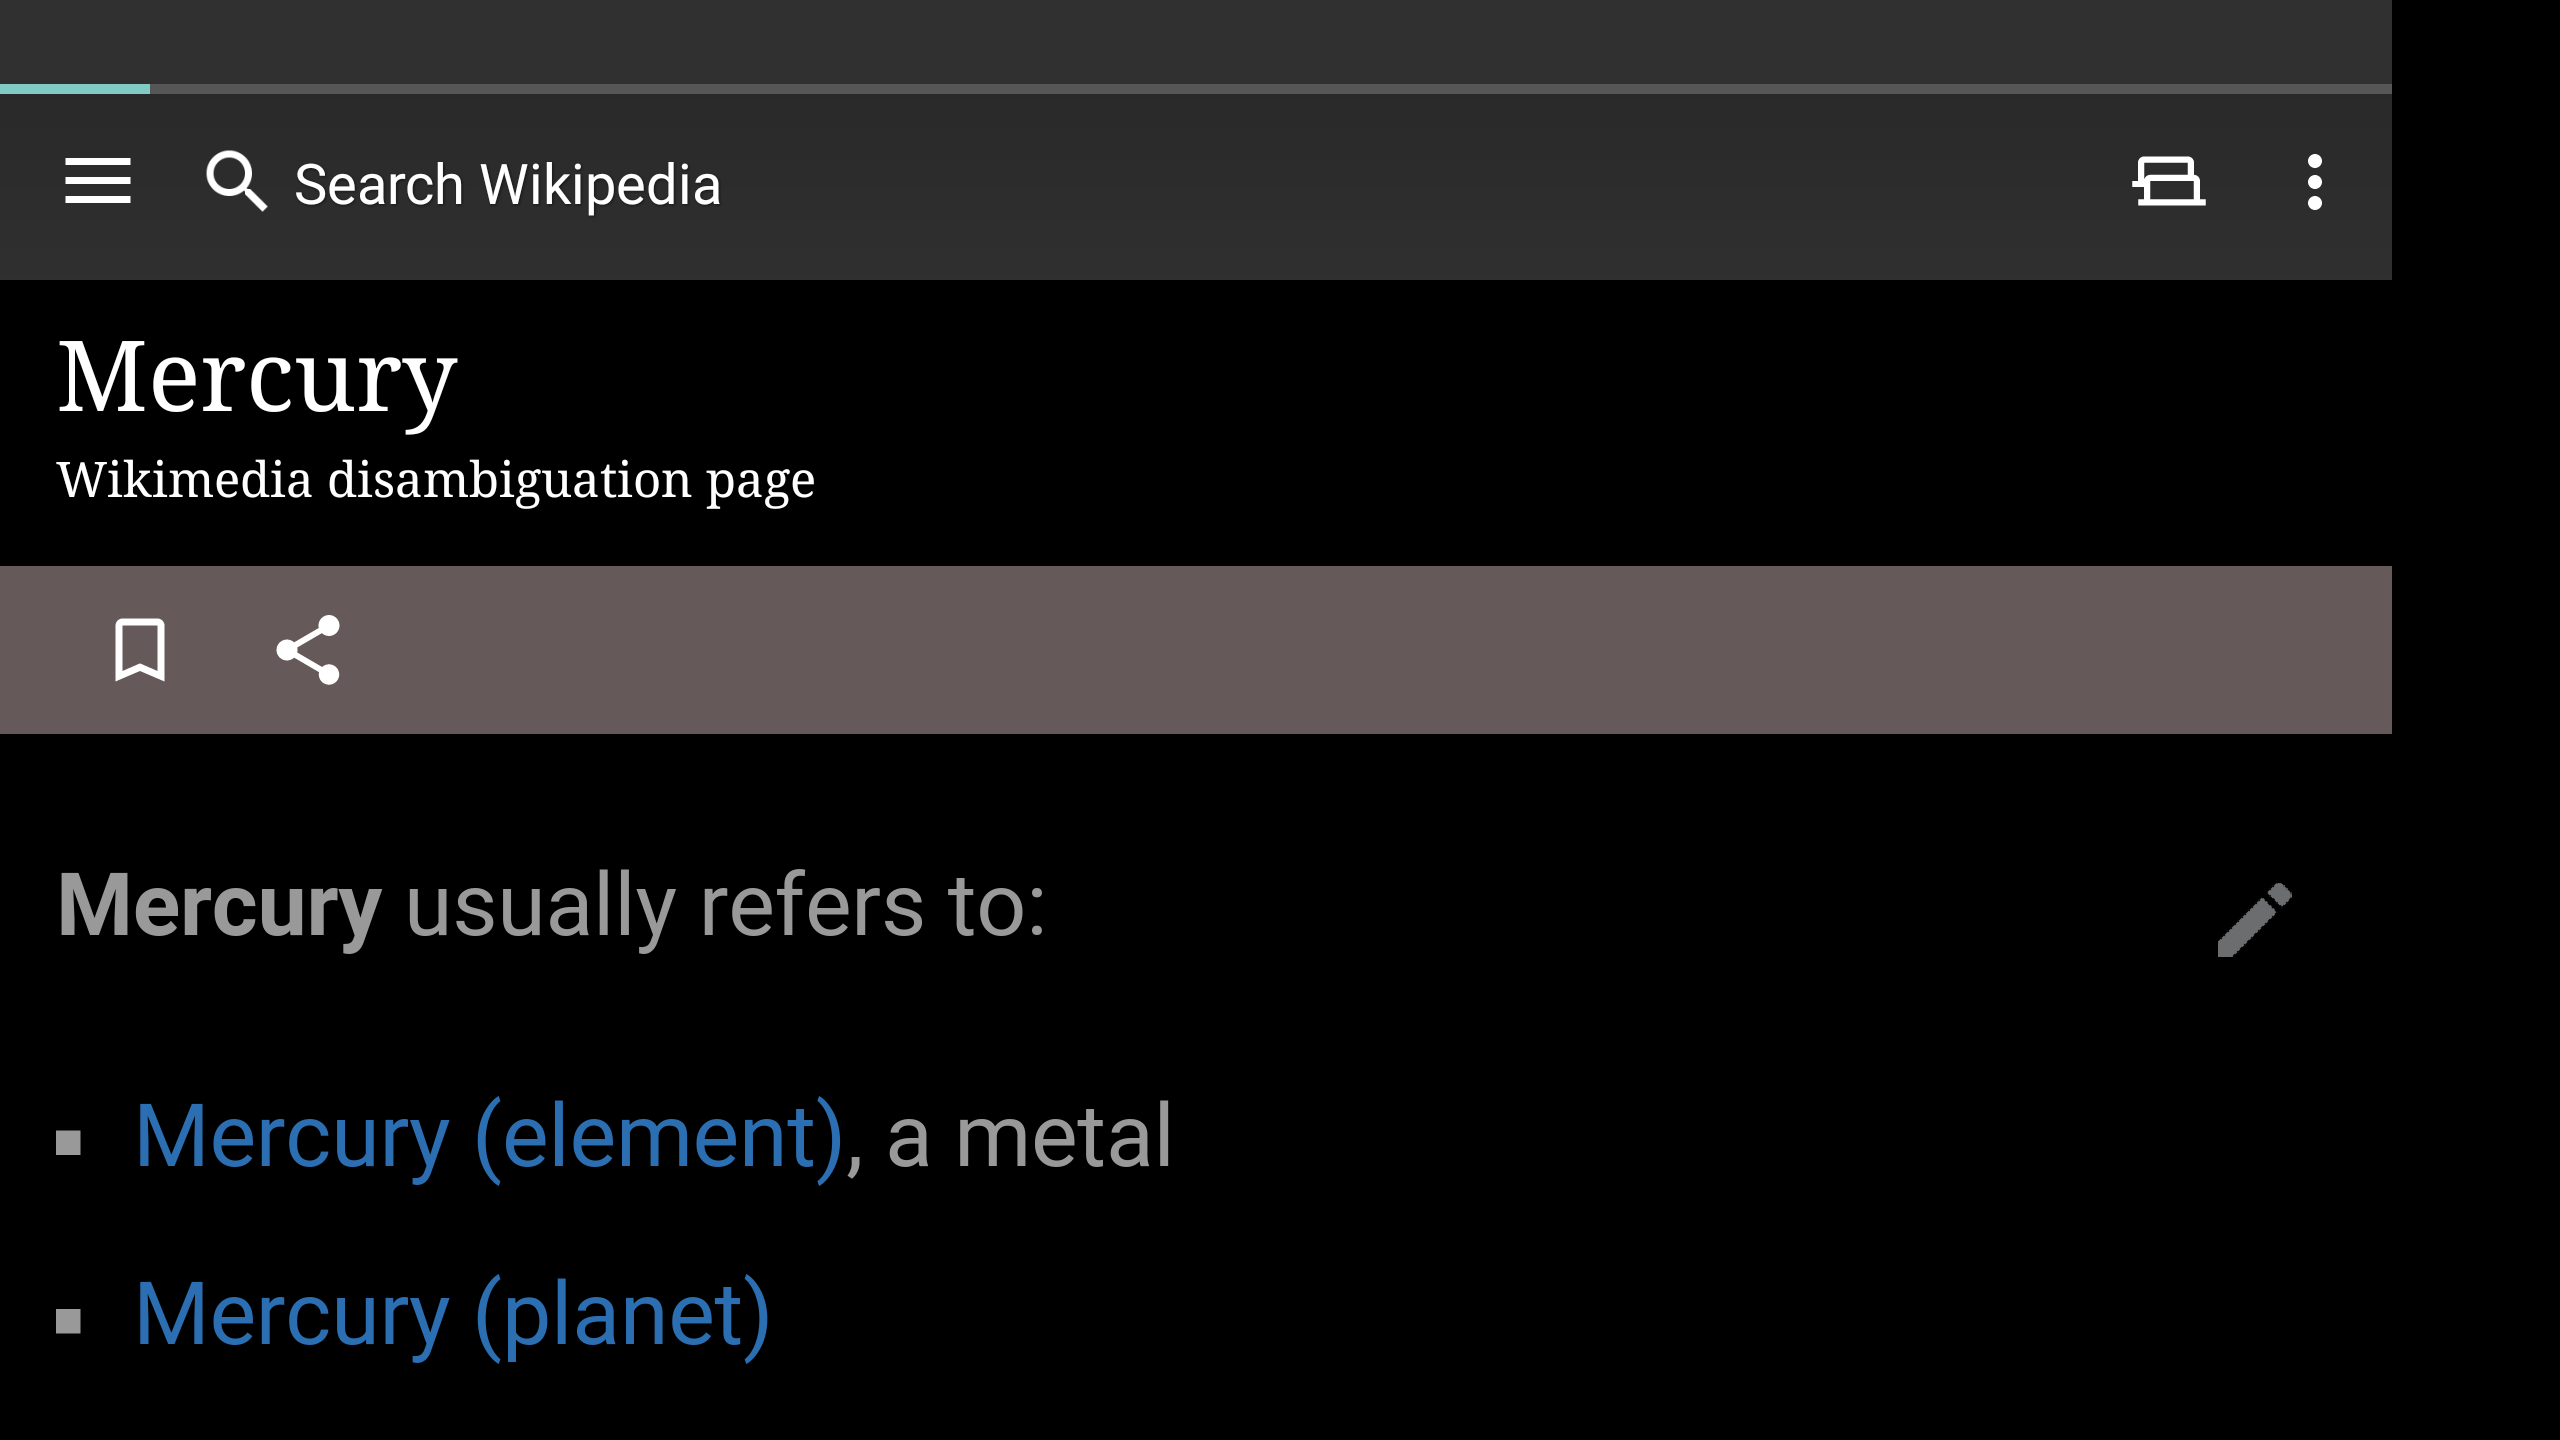 Search Wikipedia
Mercury
Wikimedia disambiguation page
Mercury usually refers to:
Mercury (element), a metal
Mercury (planet)